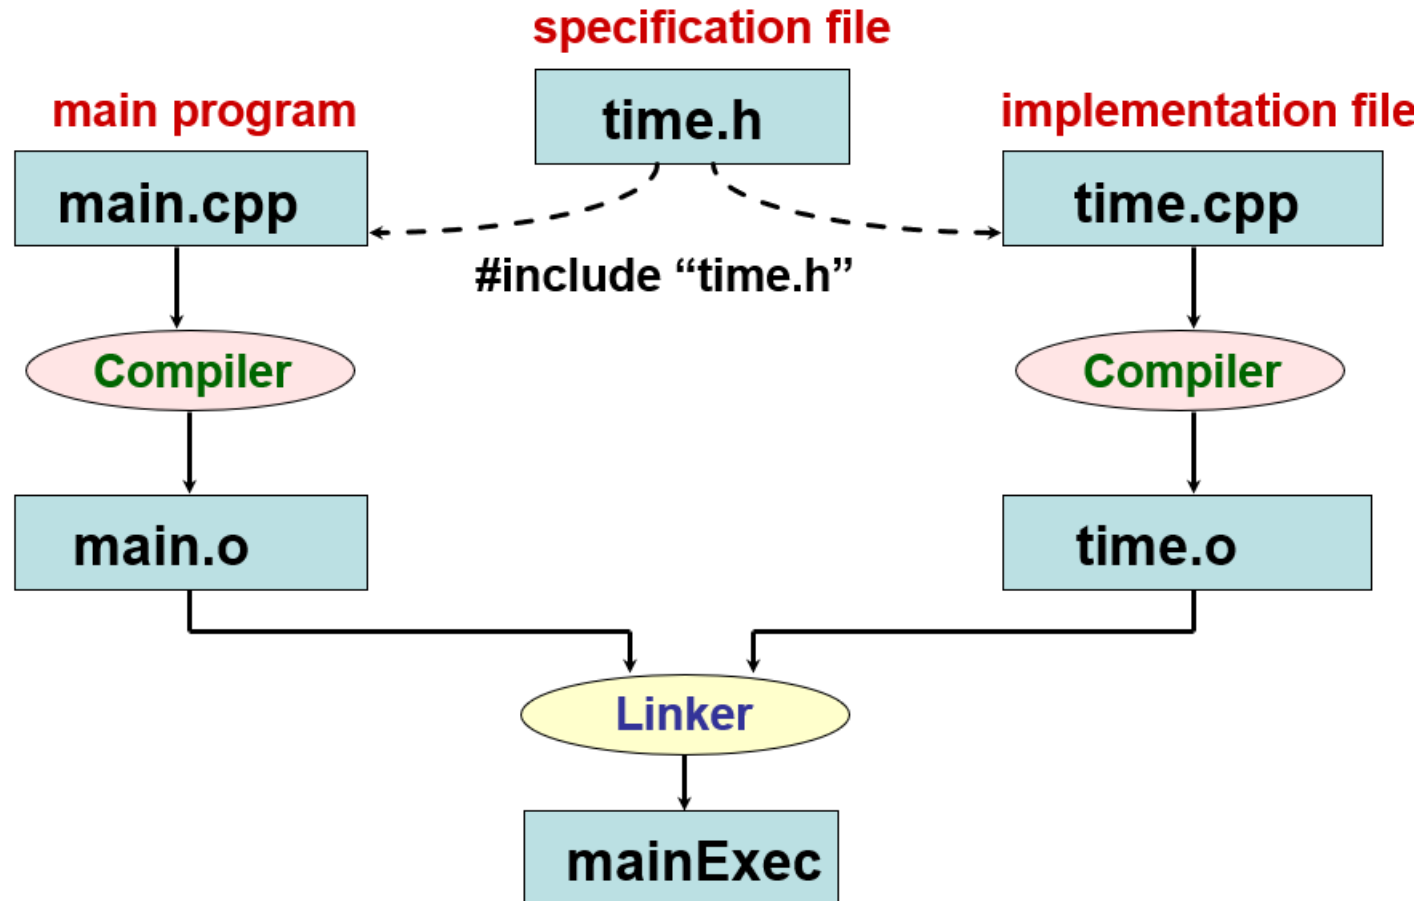 specification file
main program
time.h
implementation file
main.cpp
time.cpp
#include “time.h”
Compiler
Compiler
main.o
time.o
Linker
mainExec